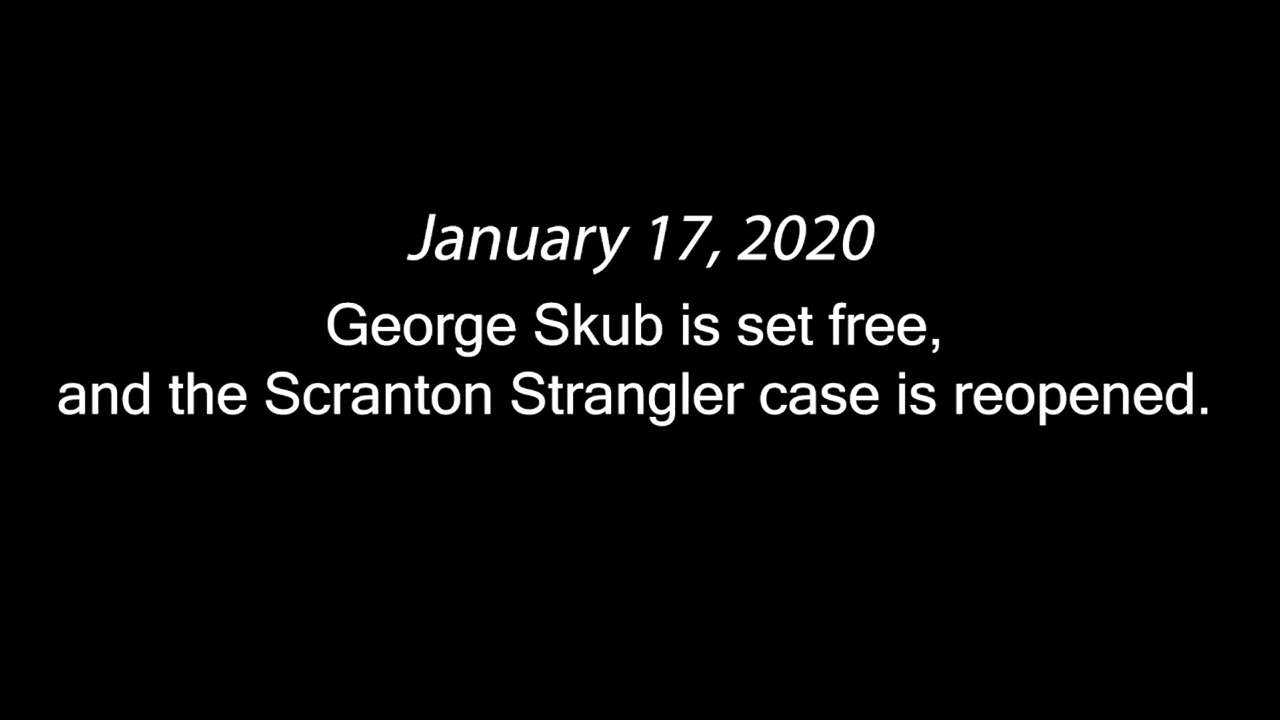 January 17, 2020
George Skub is set free,
and the Scranton Strangler case is reopened.